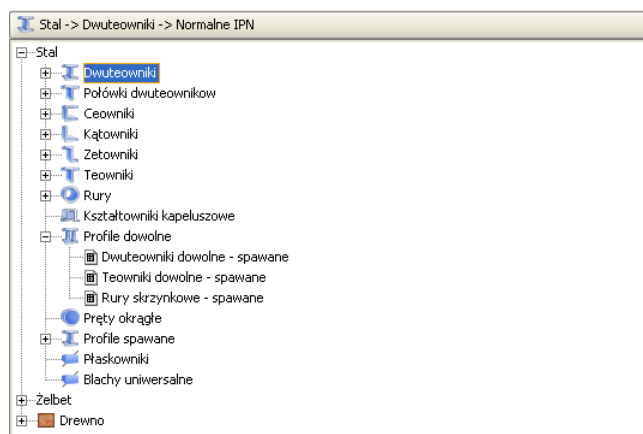 Stal -> Dwuteowniki -> Normalne IPN
Stal
Dwuteowniki
Połówki dwuteownikow
Ceowniki
Kątowniki
Zetowniki
Teowniki
Rury
Kształtowniki kapeluszowe
Profile dowolne
Dwuteowniki dowolne - spawane
Teowniki dowolne - spawane
Rury skrzynkowe - spawane
Pręty okrągłe
Profile spawane
Płaskowniki
Blachy uniwersalne
Żelbet
Drewno